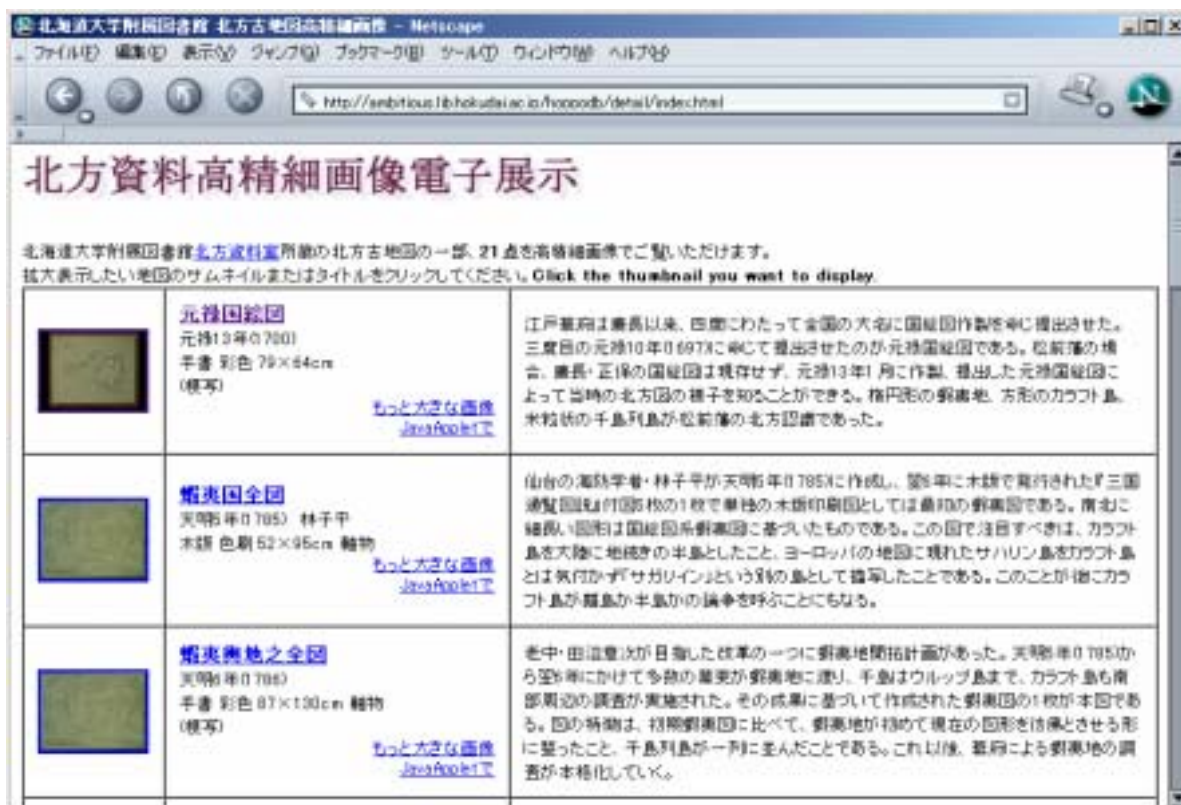 北海道大学附属図書館 北方古地図高精細画像 - Netscape
ファイル(F) 編集(E) 表示(V) ジャンプ(G) ブックマーク(B) ツール(T) ウィンドウ(W) ヘルプ(H)
http://ambitious.lib.hokudai.ac.jp/hoppodb/detail/index.html
北方資料高精細画像電子展示
北海道大学附属図書館北方資料室所蔵の北方古地図の一部、21点を高精細画像でご覧いただけます。
拡大表示したい地図のサムネイルまたはタイトルをクリックしてください。Click the thumbnail you want to display.
元禄国絵図
元禄13年(1700)
手書 彩色 79×64cm
(模写)
もっと大きな画像
JavaAppletで
江戸幕府は慶長以来、四度にわたって全国の大名に国絵図作製を命じ提出させた。
三度目の元禄10年(1697)に命じて提出させたのが元禄国絵図である。松前藩の場
合、慶長・正保の国絵図は現存せず、元禄13年1月に作製、提出した元禄国絵図に
よって当時の北方図の様子を知ることができる。楕円形の蝦夷地、方形のカラフト島、
米粒状の千島列島が松前藩の北方認識であった。
蝦夷国全図
天明5年(1785) 林子平
木版 色刷 52×95cm 軸物
もっと大きな画像
JavaAppletで
仙台の海防学者・林子平が天明5年(1785)に作成し、翌6年に木版で発行された『三国
通覧図説』付図5枚の1枚で単独の木版印刷図としては最初の蝦夷図である。南北に
細長い図形は国絵図系蝦夷図に基づいたものである。この図で注目すべきは、カラフト
島を大陸に地続きの半島としたこと、ヨーロッパの地図に現れたサハリン島をカラフト島
とは気付かず「サガリイン」という別の島として描写したことである。このことが後にカラ
フト島が離島か半島かの論争を呼ぶことにもなる。
蝦夷輿地之全図
天明6年(1786)
手書 彩色 87×130cm 軸物
(模写)
もっと大きな画像
JavaAppletで
老中・田沼意次が目指した改革の一つに蝦夷地開拓計画があった。天明5年(1785)か
ら翌6年にかけて多数の幕吏が蝦夷地に渡り、千島はウルップ島まで、カラフト島も南
部周辺の調査が実施された。その成果に基づいて作成された蝦夷図の1枚が本図であ
る。図の特徴は、初期蝦夷図に比べて、蝦夷地が初めて現在の図形を彷彿とさせる形
に整ったこと、千島列島が一列に並んだことである。これ以後、幕府による蝦夷地の調
査が本格化していく。